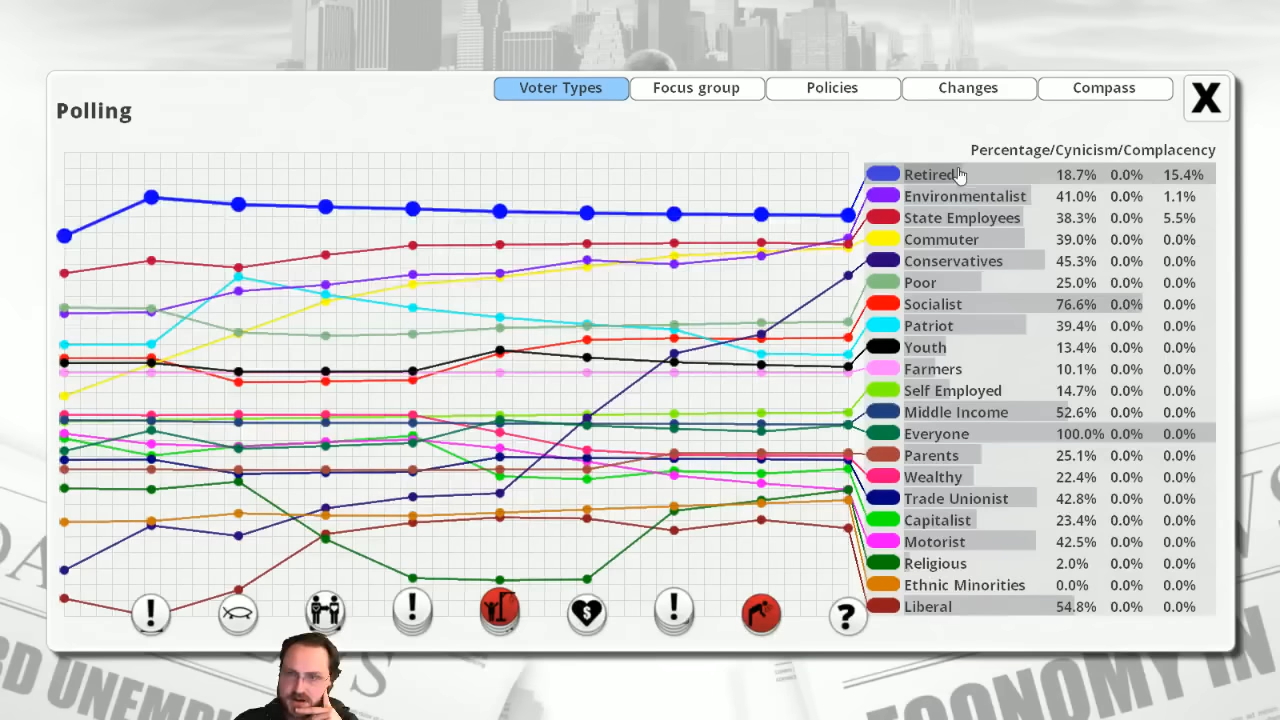 Voter Types Focus group Policies Changes Compass X
Polling
Percentage/Cynicism/Complacency
Retired 18.7% 0.0% 15.4%
Environmentalist 41.0% 0.0% 1.1%
State Employees 38.3% 0.0% 5.5%
Commuter 39.0% 0.0% 0.0%
Conservatives 45.3% 0.0% 0.0%
Poor 25.0% 0.0% 0.0%
Socialist 76.6% 0.0% 0.0%
Patriot 39.4% 0.0% 0.0%
Youth 13.4% 0.0% 0.0%
Farmers 10.1% 0.0% 0.0%
Self Employed 14.7% 0.0% 0.0%
Middle Income 52.6% 0.0% 0.0%
Everyone 100.0% 0.0% 0.0%
Parents 25.1% 0.0% 0.0%
Wealthy 22.4% 0.0% 0.0%
Trade Unionist 42.8% 0.0% 0.0%
Capitalist 23.4% 0.0% 0.0%
Motorist 42.5% 0.0% 0.0%
Religious 2.0% 0.0% 0.0%
Ethnic Minorities 0.0% 0.0% 0.0%
Liberal 54.8% 0.0% 0.0%
! ! $ ! ?
ECONOMY IN